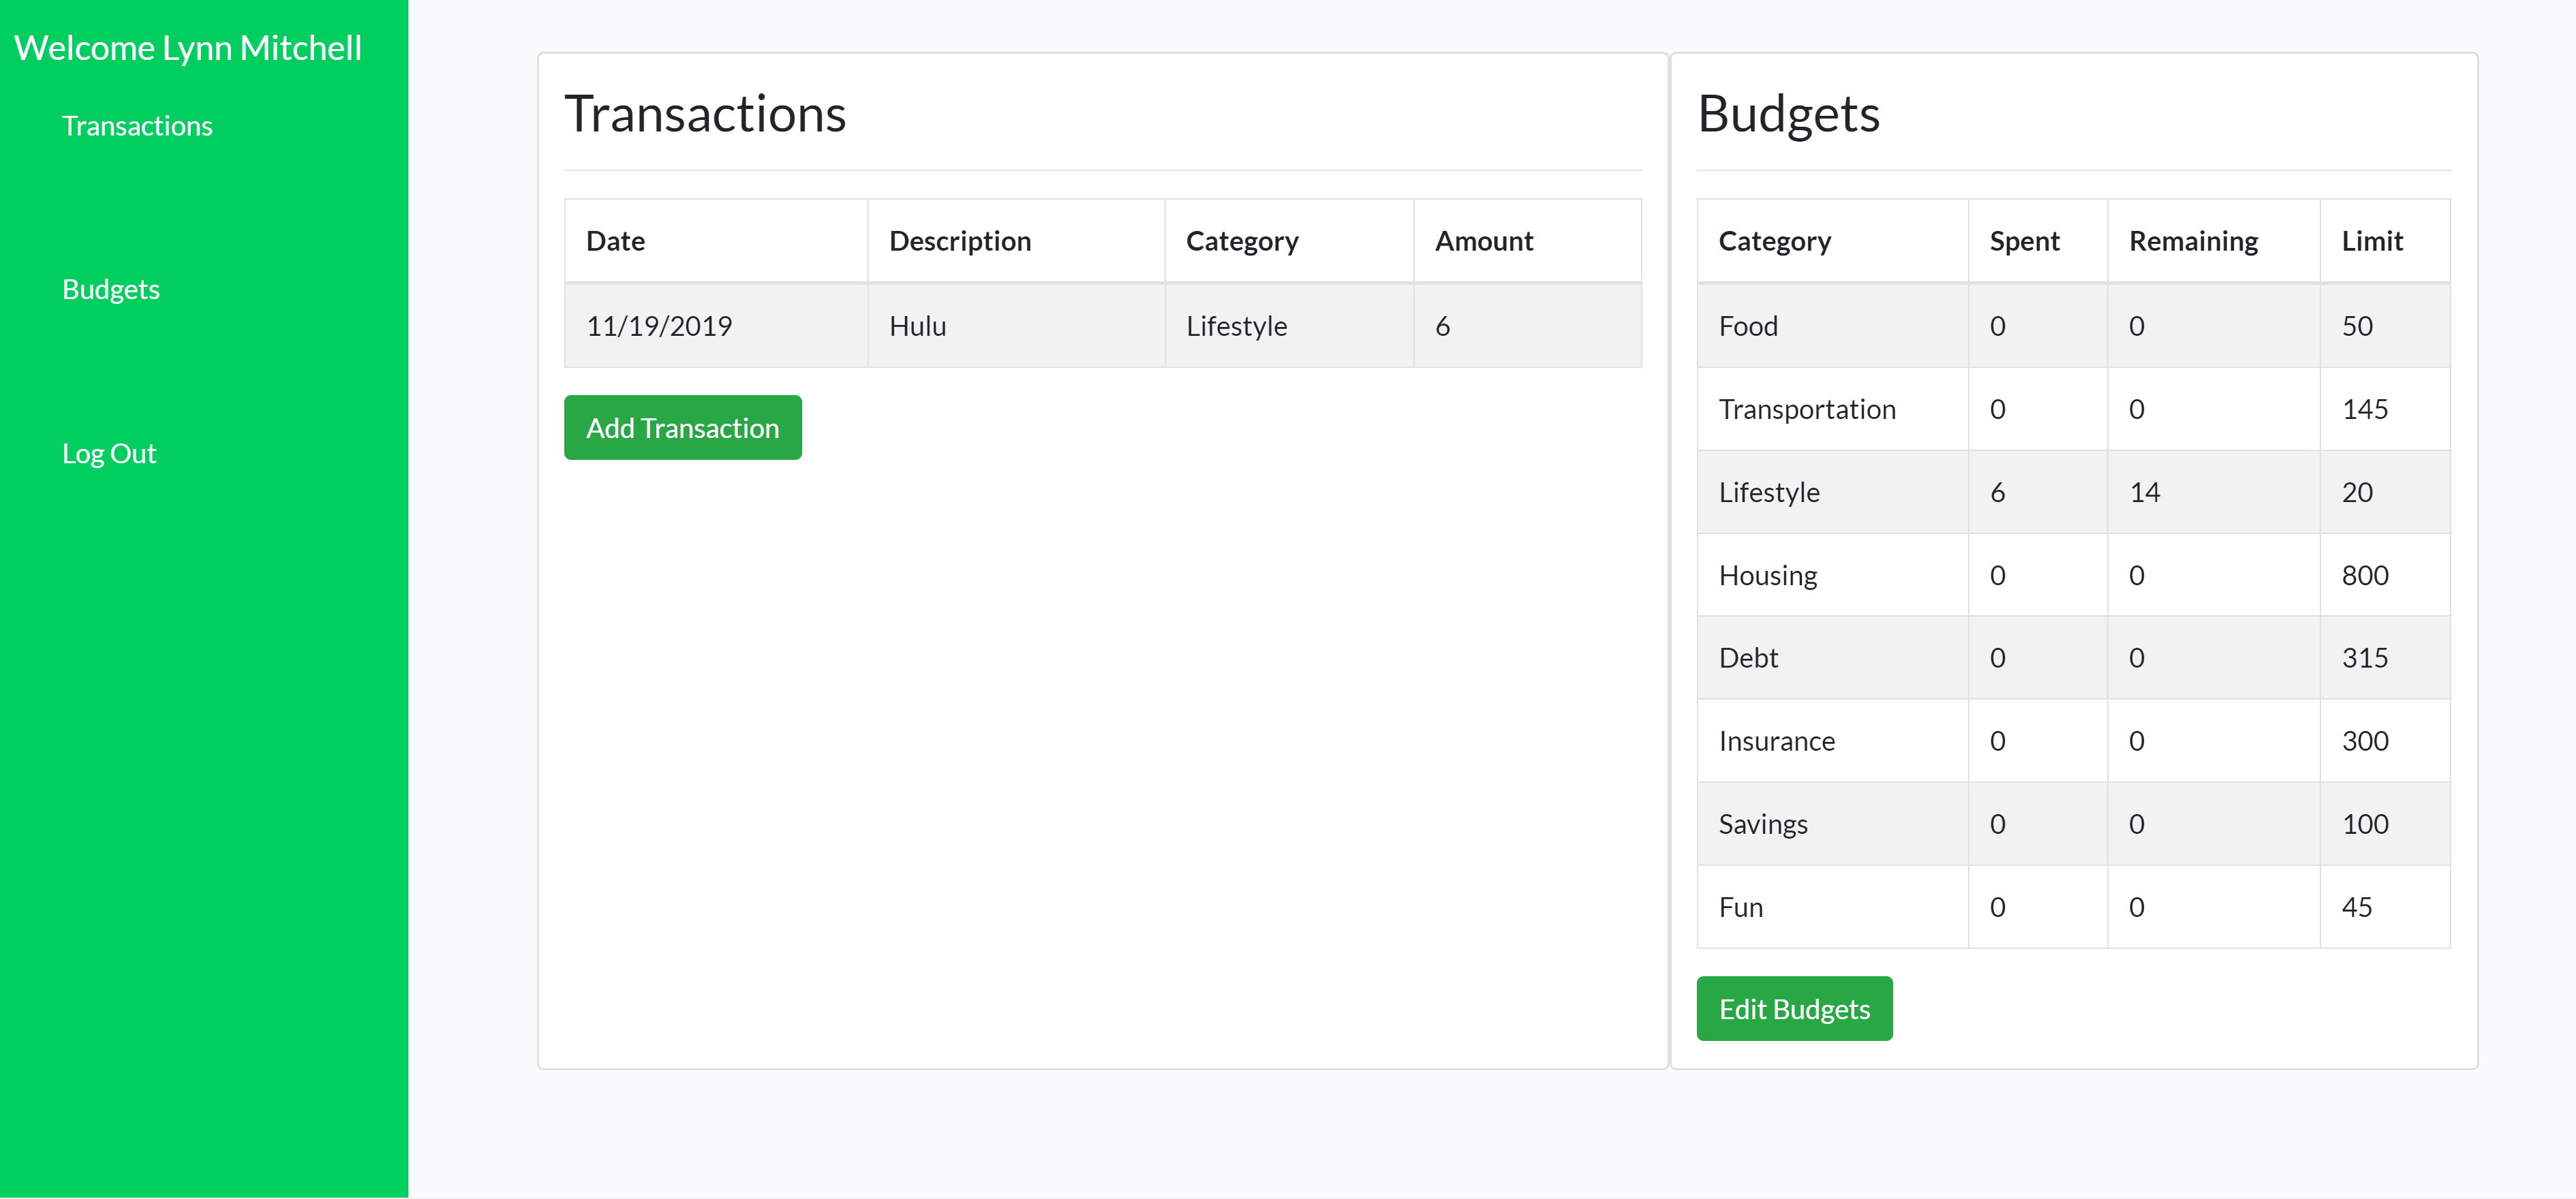 Welcome Lynn Mitchell
Transactions
Budgets
Log Out
Transactions
Date Description Category Amount
11/19/2019 Hulu Lifestyle 6
Add Transaction
Budgets
Category Spent Remaining Limit
Food 0 0 50
Transportation 0 0 145
Lifestyle 6 14 20
Housing 0 0 800
Debt 0 0 315
Insurance 0 0 300
Savings 0 0 100
Fun 0 0 45
Edit Budgets